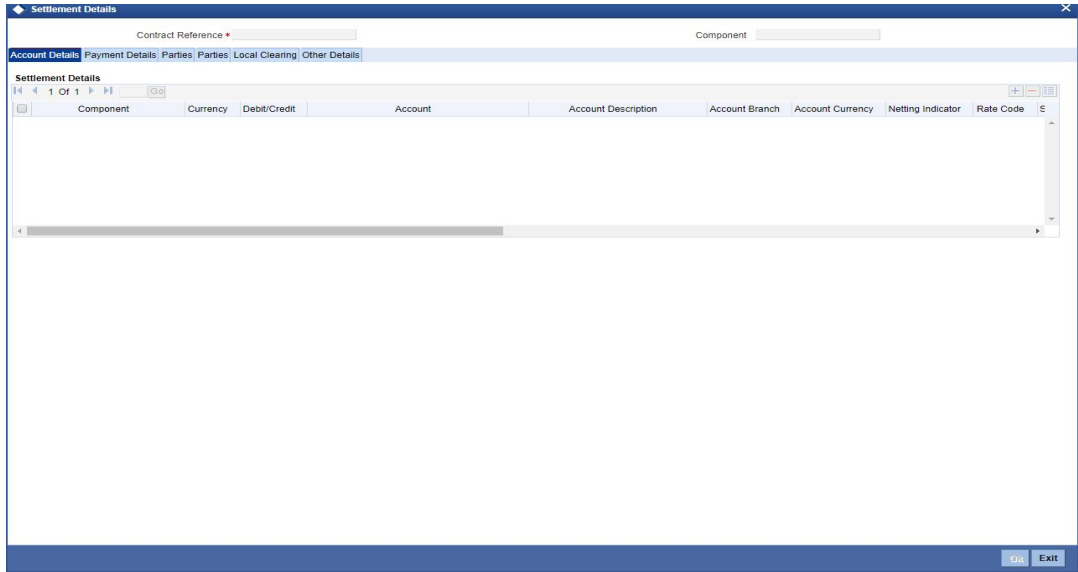 Settlement Details
Contract Reference *
Component
Account Details Payment Details Parties Parties Local Clearing Other Details
Settlement Details
1 Of 1 Go
Component Currency Debit/Credit Account Account Description Account Branch Account Currency Netting Indicator Rate Code S
Exit